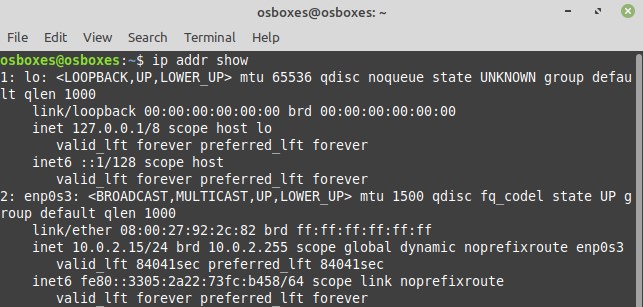 osboxes@osboxes: ~
File Edit View Search Terminal Help
osboxes@osboxes:~$ ip addr show
1: lo: <LOOPBACK,UP,LOWER_UP> mtu 65536 qdisc noqueue state UNKNOWN group defau
lt qlen 1000
    link/loopback 00:00:00:00:00:00 brd 00:00:00:00:00:00
    inet 127.0.0.1/8 scope host lo
       valid_lft forever preferred_lft forever
    inet6 ::1/128 scope host
       valid_lft forever preferred_lft forever
2: enp0s3: <BROADCAST,MULTICAST,UP,LOWER_UP> mtu 1500 qdisc fq_codel state UP g
roup default qlen 1000
    link/ether 08:00:27:92:2c:82 brd ff:ff:ff:ff:ff:ff
    inet 10.0.2.15/24 brd 10.0.2.255 scope global dynamic noprefixroute enp0s3
       valid_lft 84041sec preferred_lft 84041sec
    inet6 fe80::3305:2a22:73fc:b458/64 scope link noprefixroute
       valid_lft forever preferred_lft forever